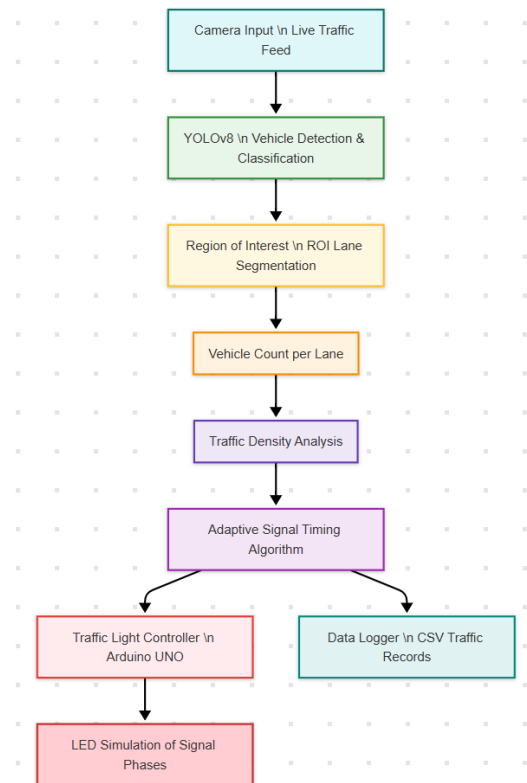 Camera Input \n Live Traffic
Feed
YOLOv8 \n Vehicle Detection &
Classification
Region of Interest \n ROI Lane
Segmentation
Vehicle Count per Lane
Traffic Density Analysis
Adaptive Signal Timing
Algorithm
Traffic Light Controller \n
Arduino UNO
Data Logger \n CSV Traffic
Records
LED Simulation of Signal
Phases